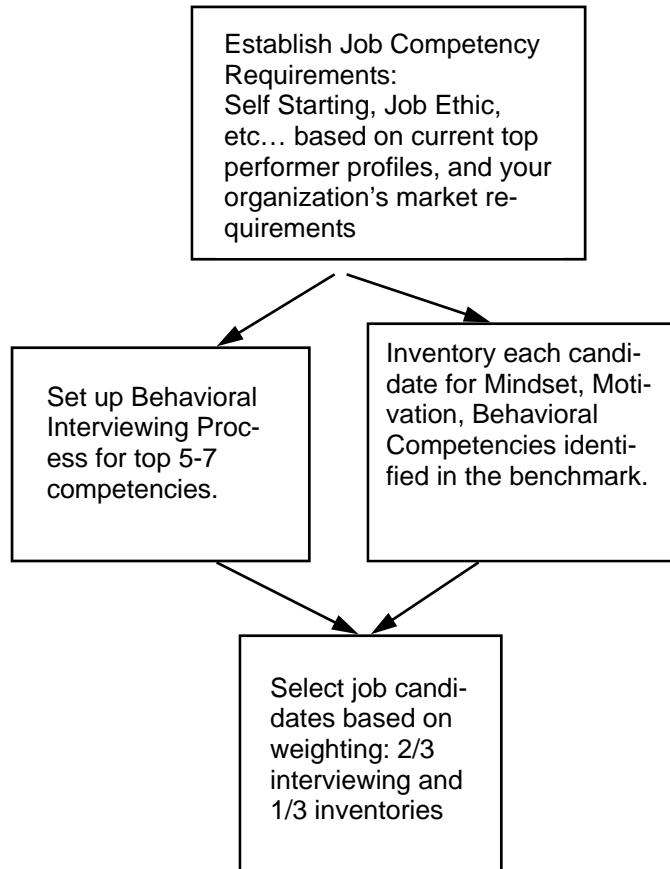 Establish Job Competency
Requirements:
Self Starting, Job Ethic,
etc… based on current top
performer profiles, and your
organization’s market re-
quirements
Set up Behavioral
Interviewing Proc-
ess for top 5-7
competencies.
Inventory each candi-
date for Mindset, Moti-
vation, Behavioral
Competencies identi-
fied in the benchmark.
Select job candi-
dates based on
weighting: 2/3
interviewing and
1/3 inventories